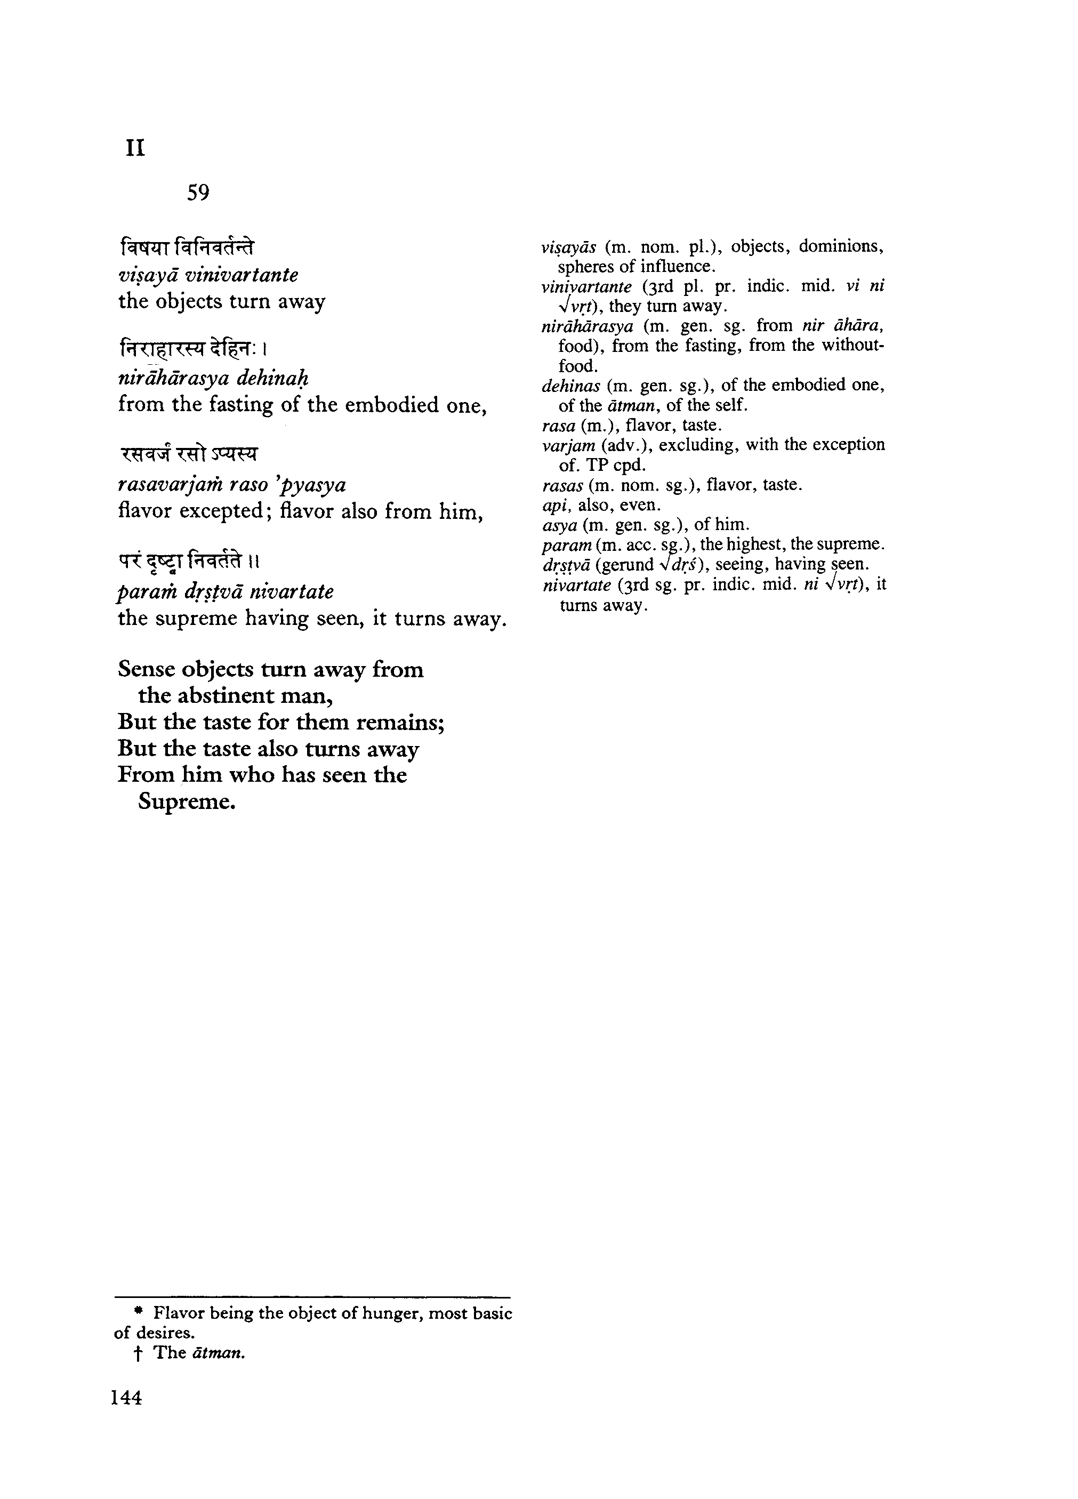 II
59
विषया विनिवर्तन्ते
viṣayā vinivartante
the objects turn away
निराहारस्य देहिनः ।
nirāhārasya dehinaḥ
from the fasting of the embodied one,
रसवर्जं रसो ऽप्यस्य
rasavarjaṁ raso 'pyasya
flavor excepted; flavor also from him,
परं दृष्ट्वा निवर्तते ॥
paraṁ dṛṣṭvā nivartate
the supreme having seen, it turns away.
Sense objects turn away from
the abstinent man,
But the taste for them remains;
But the taste also turns away
From him who has seen the
Supreme.
viṣayās (m. nom. pl.), objects, dominions,
spheres of influence.
vinivartante (3rd pl. pr. indic. mid. vi ni
√vṛt), they turn away.
nirāhārasya (m. gen. sg. from nir āhāra,
food), from the fasting, from the without-
food.
dehinas (m. gen. sg.), of the embodied one,
of the ātman, of the self.
rasa (m.), flavor, taste.
varjam (adv.), excluding, with the exception
of. TP cpd.
rasas (m. nom. sg.), flavor, taste.
api, also, even.
asya (m. gen. sg.), of him.
param (m. acc. sg.), the highest, the supreme.
dṛṣṭvā (gerund √dṛś), seeing, having seen.
nivartate (3rd sg. pr. indic. mid. ni √vṛt), it
turns away.
* Flavor being the object of hunger, most basic
of desires.
† The ātman.
144